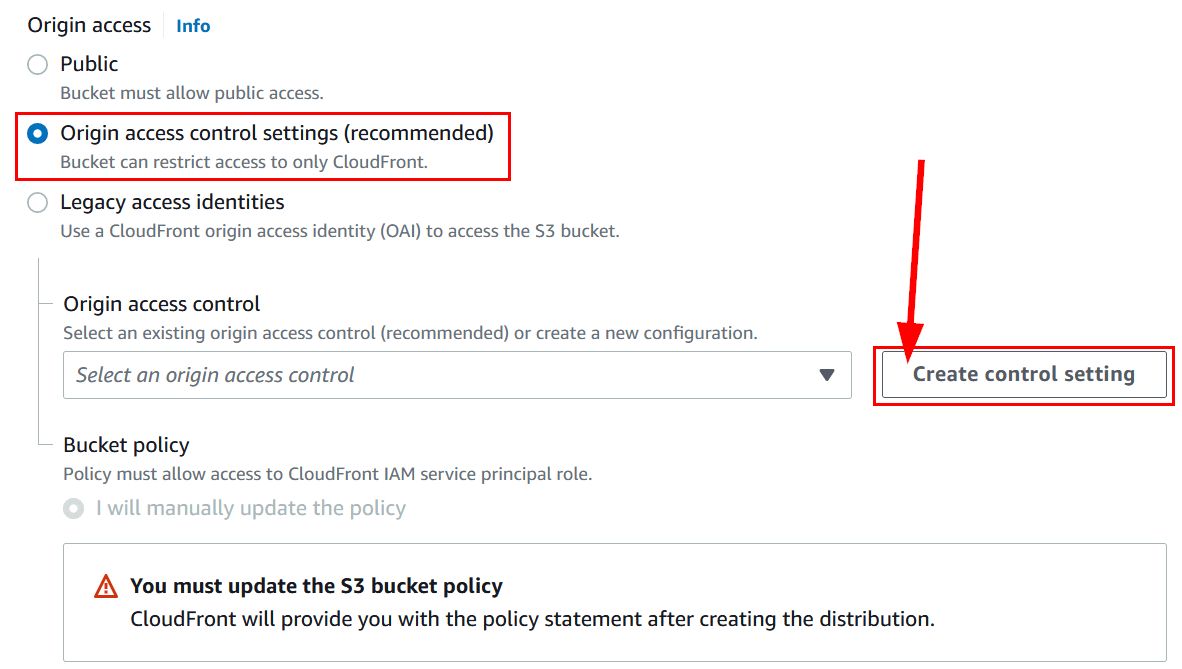 Origin access
Info
Public
Bucket must allow public access.
Origin access control settings (recommended)
Bucket can restrict access to only CloudFront.
Legacy access identities
Use a CloudFront origin access identity (OAI) to access the S3 bucket.
Origin access control
Select an existing origin access control (recommended) or create a new configuration.
Select an origin access control
Create control setting
Bucket policy
Policy must allow access to CloudFront IAM service principal role.
I will manually update the policy
You must update the S3 bucket policy
CloudFront will provide you with the policy statement after creating the distribution.